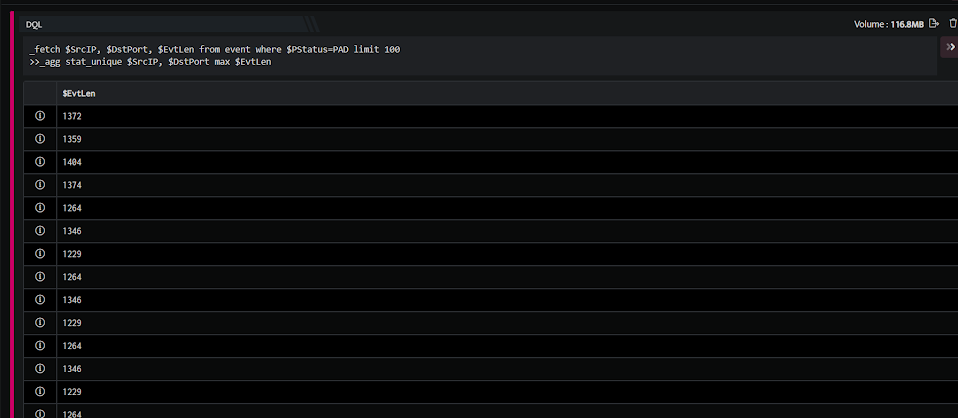 DQL
Volume : 116.8MB
_fetch $SrcIP, $DstPort, $EvtLen from event where $PStatus=PAD limit 100
>>_agg stat_unique $SrcIP, $DstPort max $EvtLen
$EvtLen
1372
1359
1404
1374
1264
1346
1229
1264
1346
1229
1264
1346
1229
1264